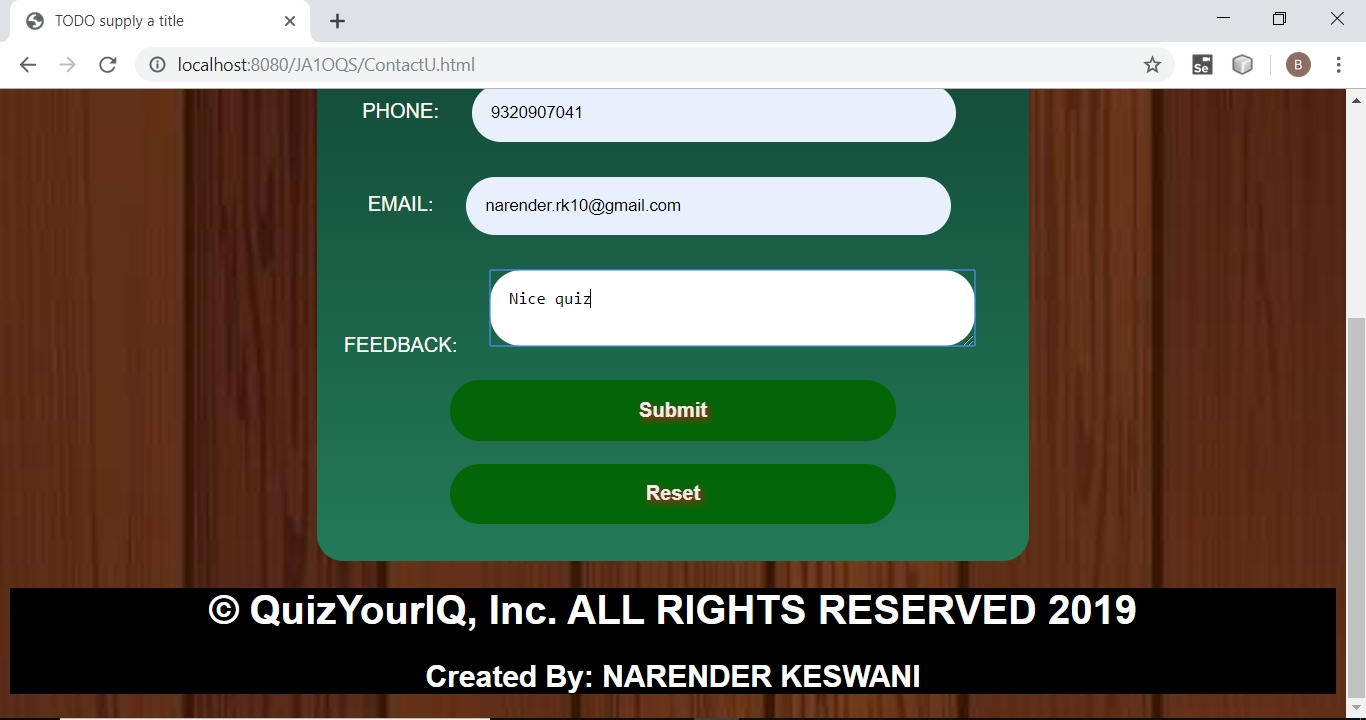 TODO supply a title
localhost:8080/JA1OQS/ContactU.html
Se
B
PHONE: 9320907041
EMAIL: narender.rk10@gmail.com
Nice quiz
FEEDBACK:
Submit
Reset
© QuizYourIQ, Inc. ALL RIGHTS RESERVED 2019
Created By: NARENDER KESWANI